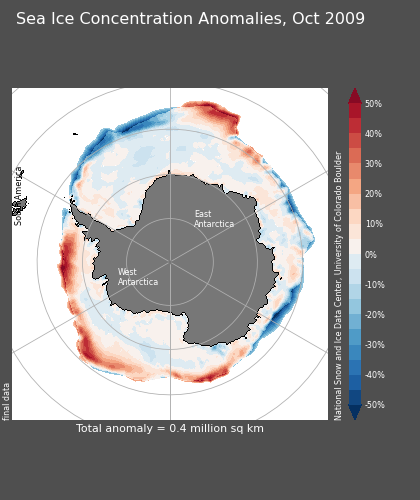 Sea Ice Concentration Anomalies, Oct 2009
South America
East
Antarctica
West
Antarctica
final data
National Snow and Ice Data Center, University of Colorado Boulder
50%
40%
30%
20%
10%
0%
-10%
-20%
-30%
-40%
-50%
Total anomaly = 0.4 million sq km